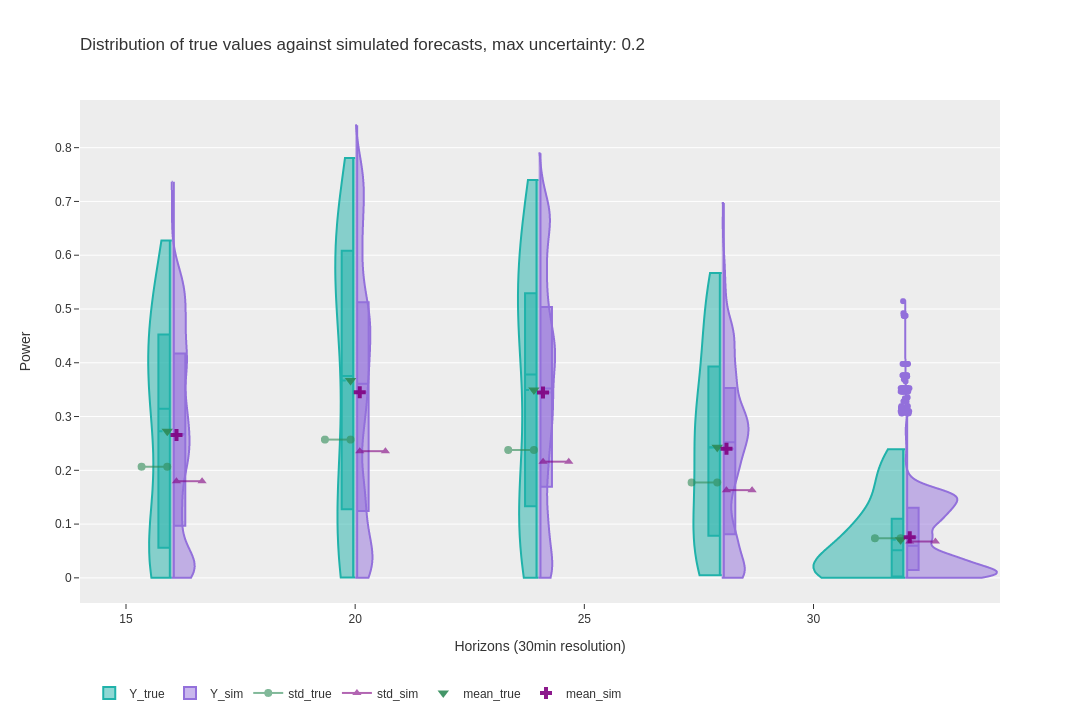 Distribution of true values against simulated forecasts, max uncertainty: 0.2
0.8
0.7
0.6
0.5
0.4
0.3
0.2
0.1
0
Power
15 20 25 30
Horizons (30min resolution)
Y_true Y_sim std_true std_sim mean_true mean_sim